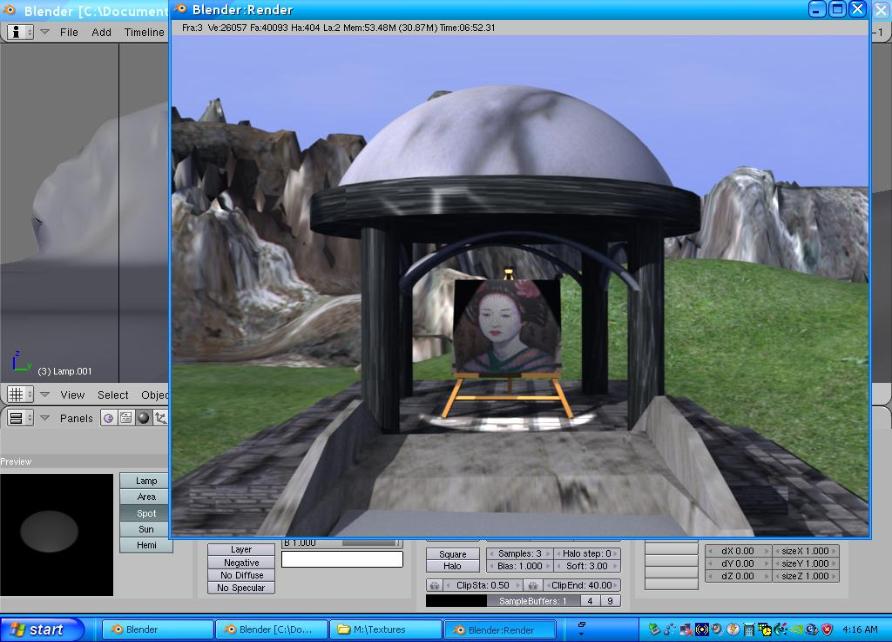 Blender [C:\Document
Blender:Render
Fra:3 Ve:26057 Fa:40093 Ha:404 La:2 Mem:53.48M (30.87M) Time:06:52.31
File Add Timeline
-1
z
y
(3) Lamp.001
View Select Objec
Panels
Preview
Lamp
Area
Spot
Sun
Hemi
B 1.000
Layer
Negative
No Diffuse
No Specular
Square
Halo
Samples: 3
Halo step: 0
Bias: 1.000
Soft: 3.00
ClipSta: 0.50
ClipEnd: 40.00
SampleBuffers: 1 4 9
dX 0.00 sizeX 1.000
dY 0.00 sizeY 1.000
dZ 0.00 sizeZ 1.000
start
Blender
Blender [C:\Do...
M:\Textures
Blender:Render
4:16 AM